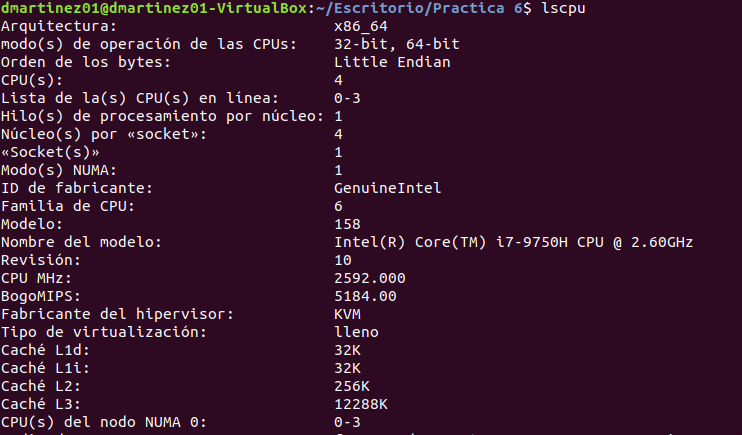 dmartinez01@dmartinez01-VirtualBox:~/Escritorio/Practica 6$ lscpu
Arquitectura: x86_64
modo(s) de operación de las CPUs: 32-bit, 64-bit
Orden de los bytes: Little Endian
CPU(s): 4
Lista de la(s) CPU(s) en línea: 0-3
Hilo(s) de procesamiento por núcleo: 1
Núcleo(s) por «socket»: 4
«Socket(s)» 1
Modo(s) NUMA: 1
ID de fabricante: GenuineIntel
Familia de CPU: 6
Modelo: 158
Nombre del modelo: Intel(R) Core(TM) i7-9750H CPU @ 2.60GHz
Revisión: 10
CPU MHz: 2592.000
BogoMIPS: 5184.00
Fabricante del hipervisor: KVM
Tipo de virtualización: lleno
Caché L1d: 32K
Caché L1i: 32K
Caché L2: 256K
Caché L3: 12288K
CPU(s) del nodo NUMA 0: 0-3